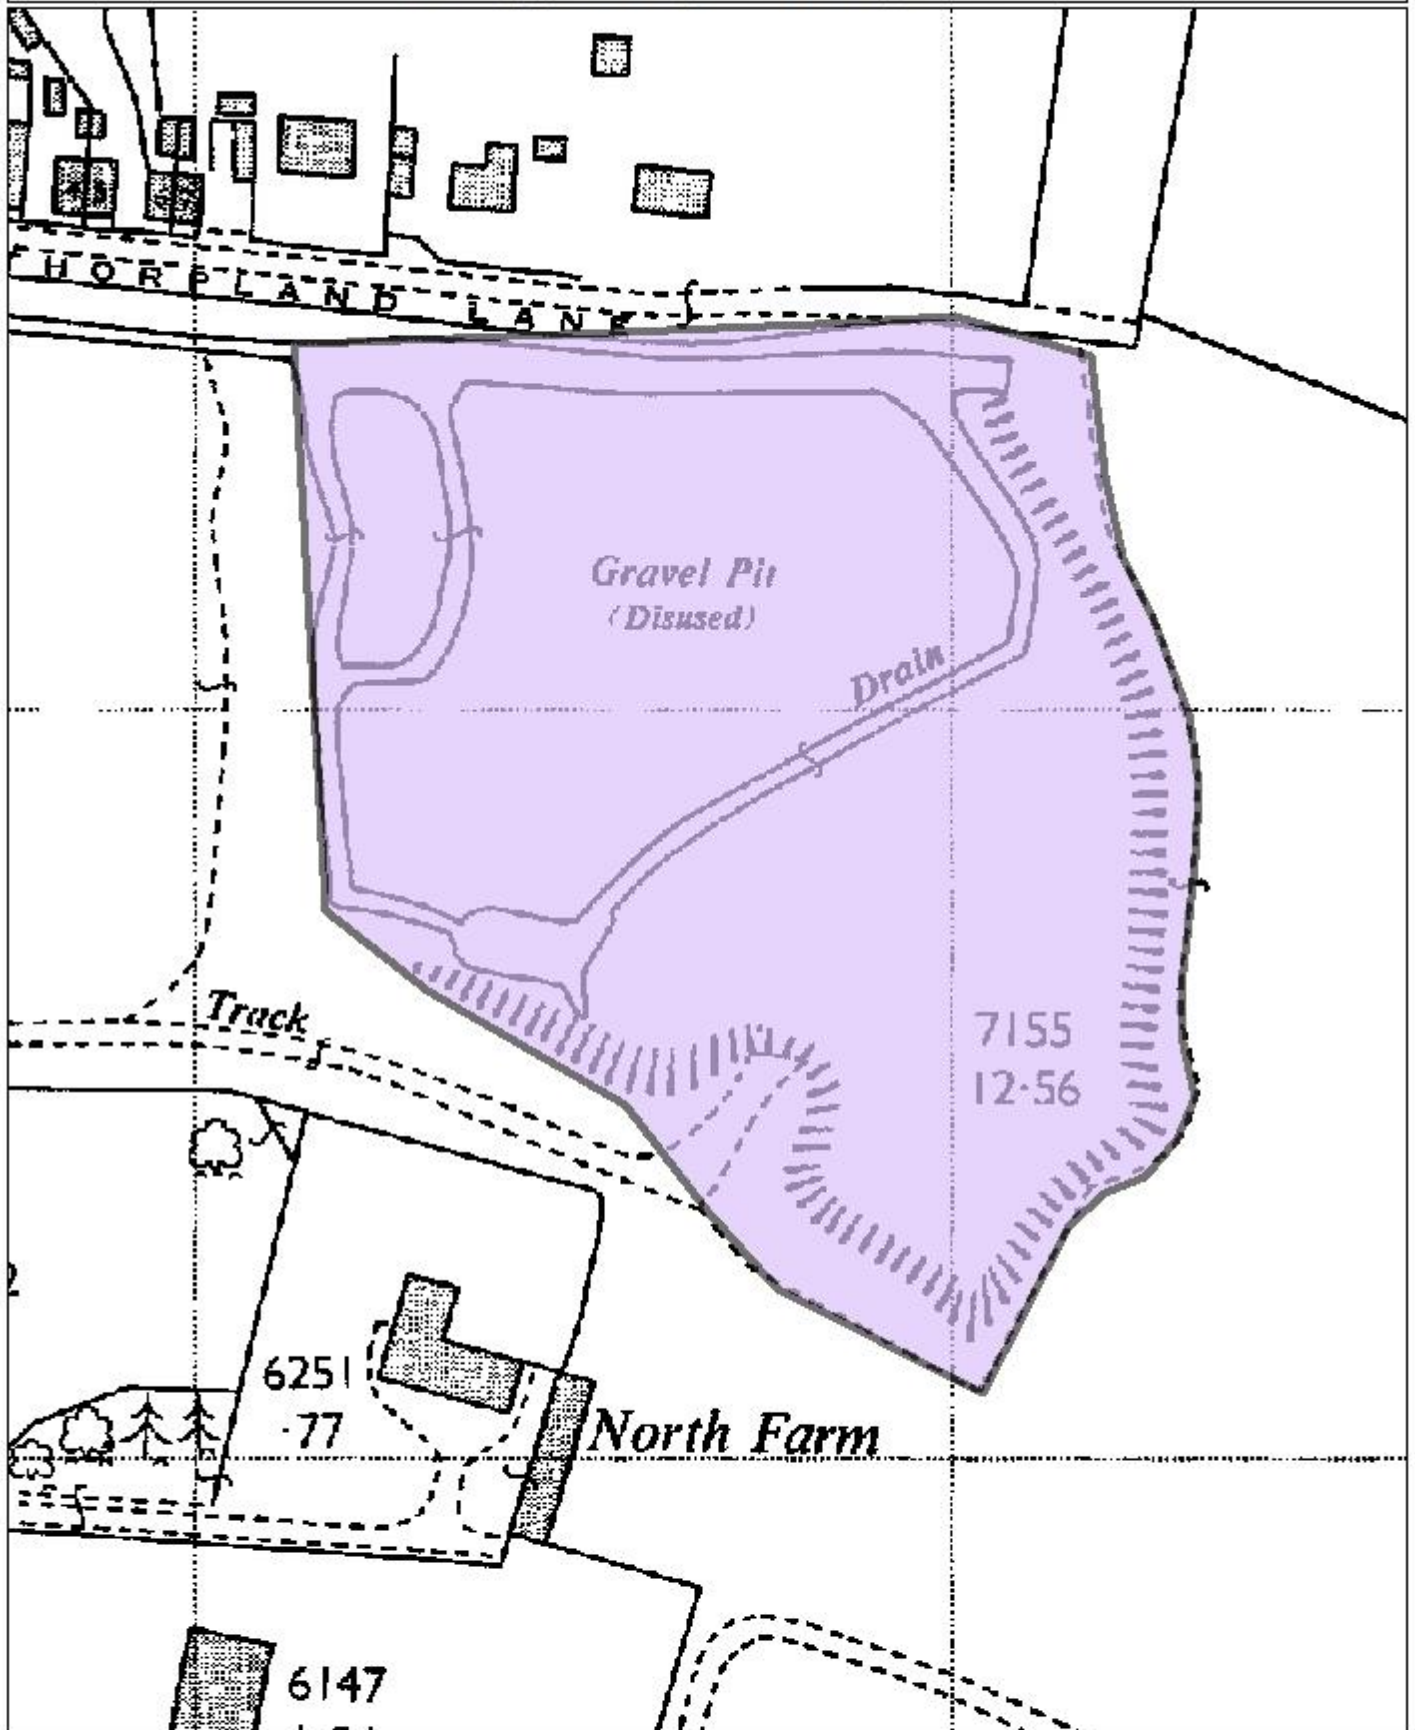 HORPLAND LANE
Gravel Pit
(Disused)
Drain
Track
7155
12·56
6251
·77
North Farm
6147